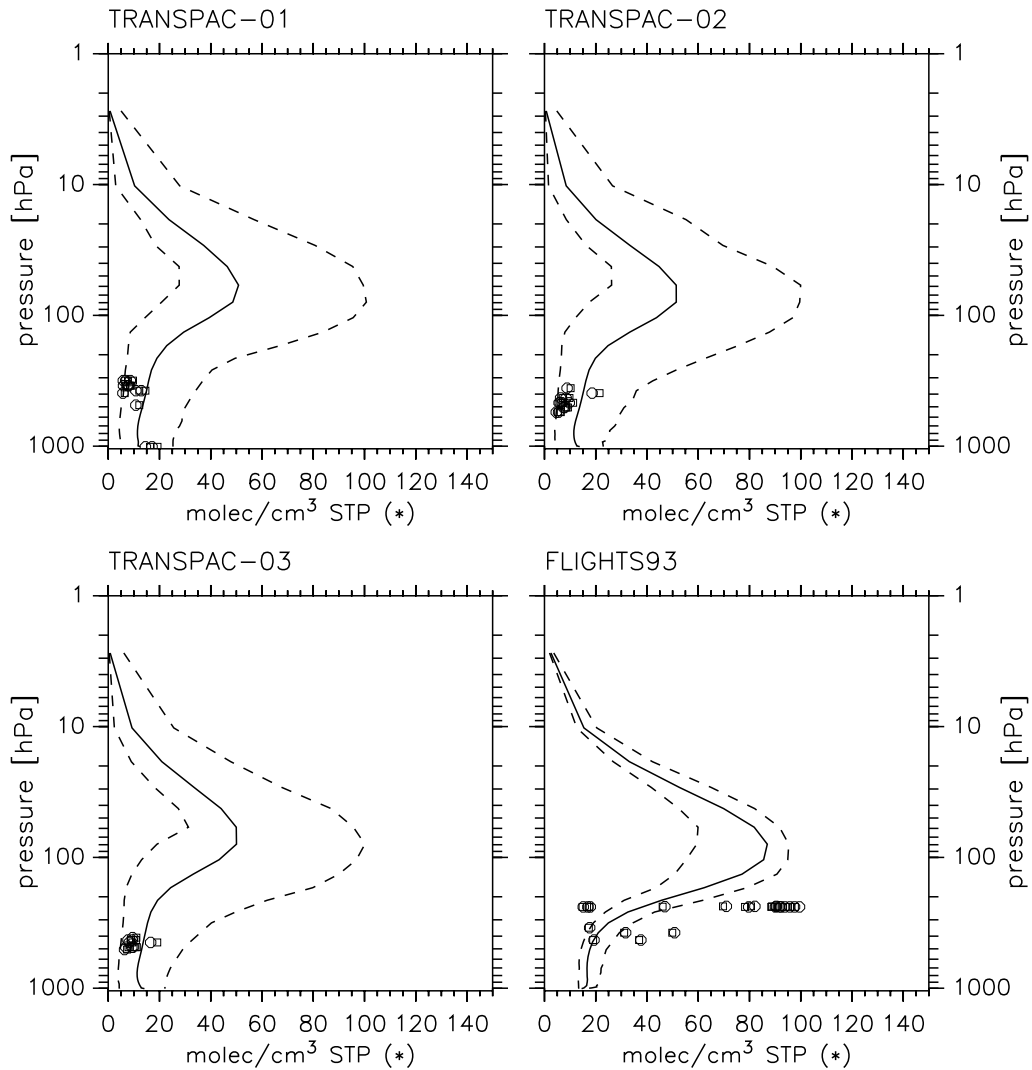 TRANSPAC-01
TRANSPAC-02
1
10
100
1000
pressure [hPa]
0 20 40 60 80 100 120 140
molec/cm³ STP (*)
0 20 40 60 80 100 120 140
molec/cm³ STP (*)
1
10
100
1000
pressure [hPa]
TRANSPAC-03
FLIGHTS93
1
10
100
1000
pressure [hPa]
0 20 40 60 80 100 120 140
molec/cm³ STP (*)
0 20 40 60 80 100 120 140
molec/cm³ STP (*)
1
10
100
1000
pressure [hPa]